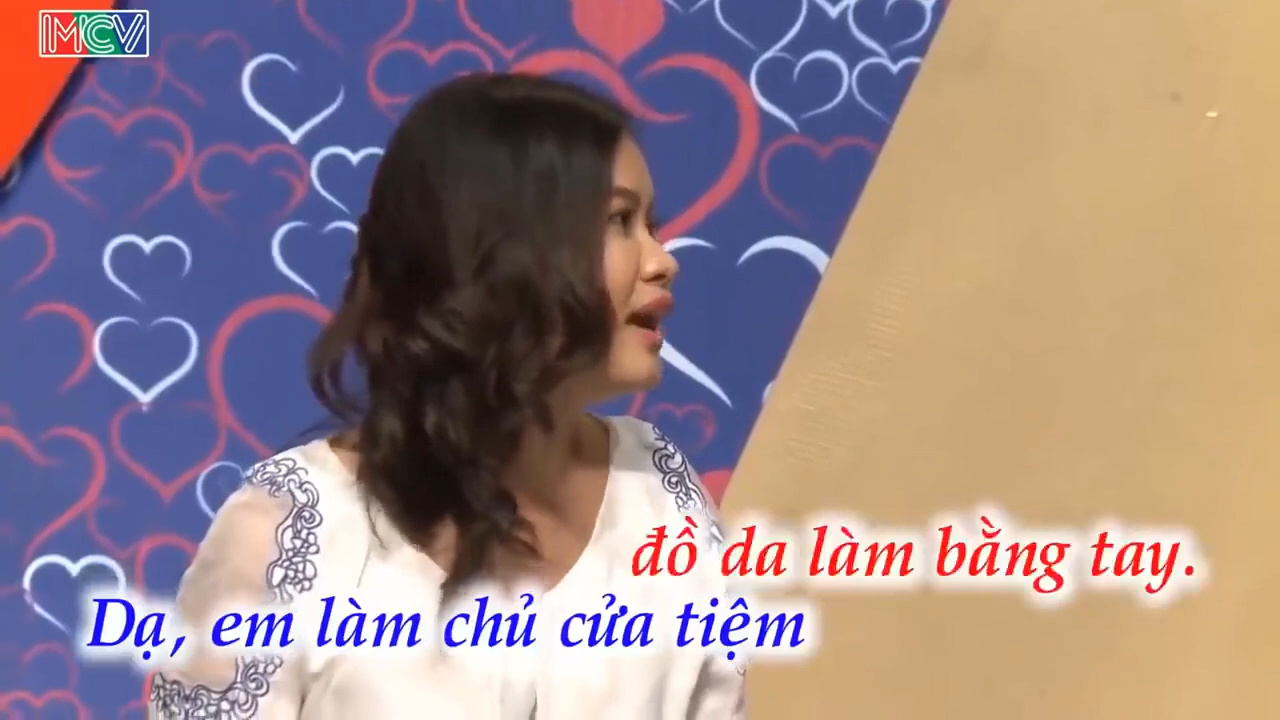 MCV
đồ da làm bằng tay.
Dạ, em làm chủ cửa tiệm